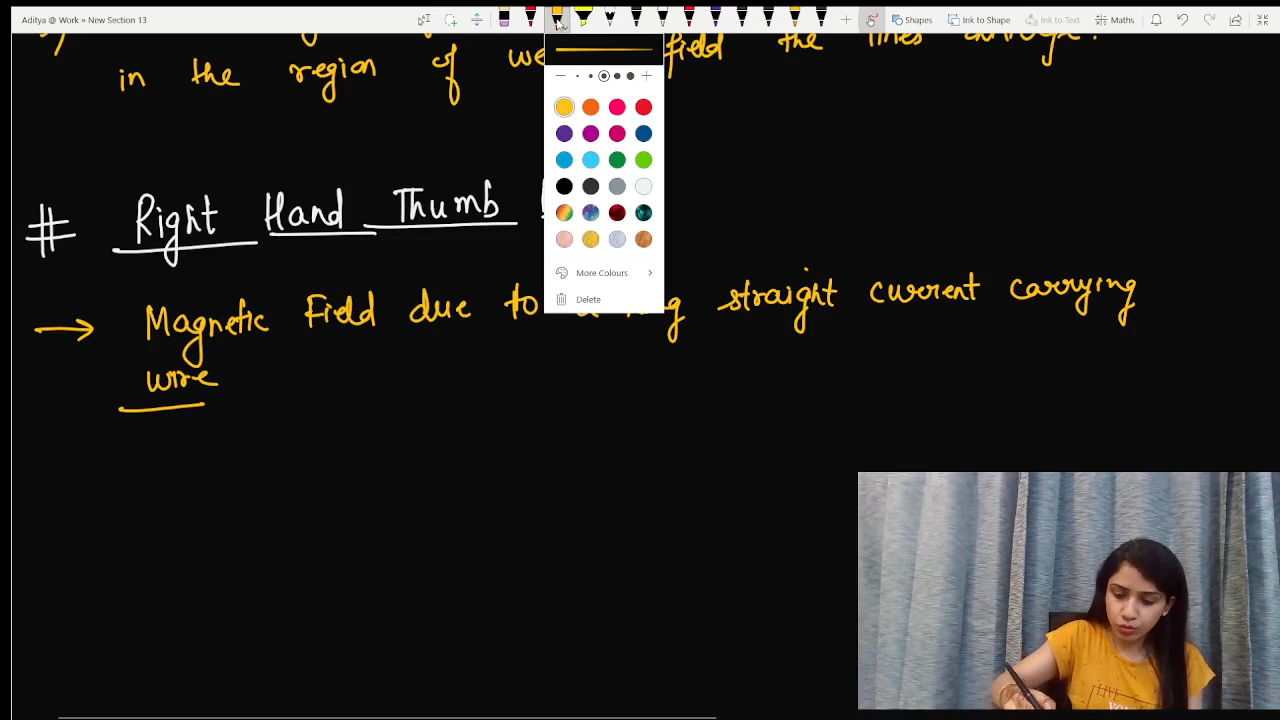 Aditya @ Work » New Section 13
Shapes
Ink to Shape
Ink to Text
Maths
field the lines
in the region of we
# Right Hand Thumb
→ Magnetic Field due to straight current carrying
wire
More Colours
Delete